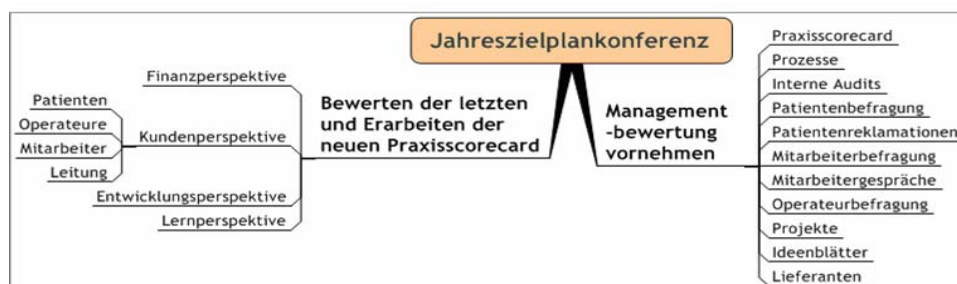 Jahreszielplankonferenz
Finanzperspektive
Patienten
Operateure
Mitarbeiter
Leitung
Kundenperspektive
Entwicklungsperspektive
Lernperspektive
Bewerten der letzten
und Erarbeiten der
neuen Praxisscorecard
Management
-bewertung
vornehmen
Praxisscorecard
Prozesse
Interne Audits
Patientenbefragung
Patientenreklamationen
Mitarbeiterbefragung
Mitarbeitergespräche
Operateurbefragung
Projekte
Ideenblätter
Lieferanten